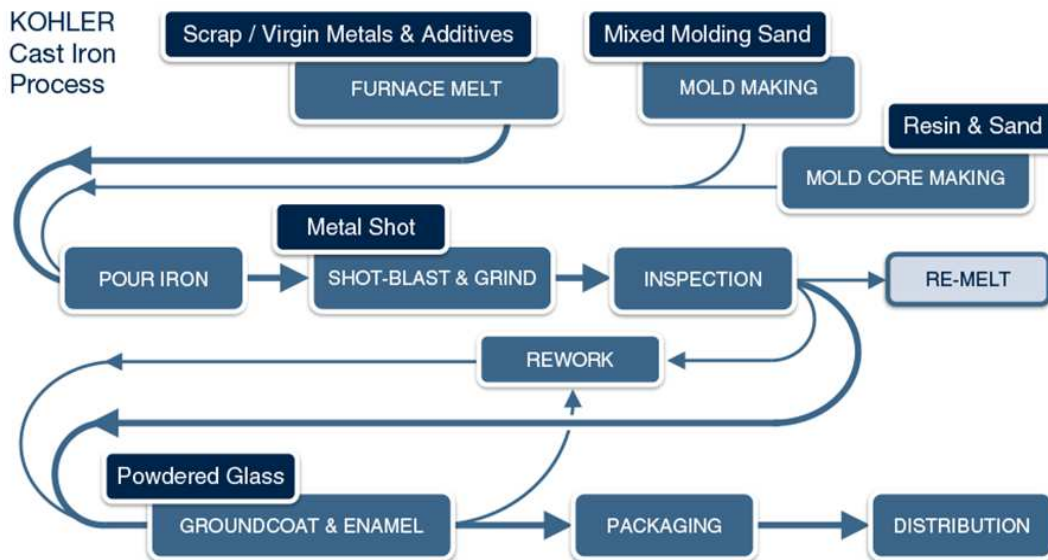 KOHLER
Cast Iron
Process
Scrap / Virgin Metals & Additives
FURNACE MELT
Mixed Molding Sand
MOLD MAKING
Resin & Sand
MOLD CORE MAKING
Metal Shot
POUR IRON
SHOT-BLAST & GRIND
INSPECTION
RE-MELT
REWORK
Powdered Glass
GROUNDCOAT & ENAMEL
PACKAGING
DISTRIBUTION